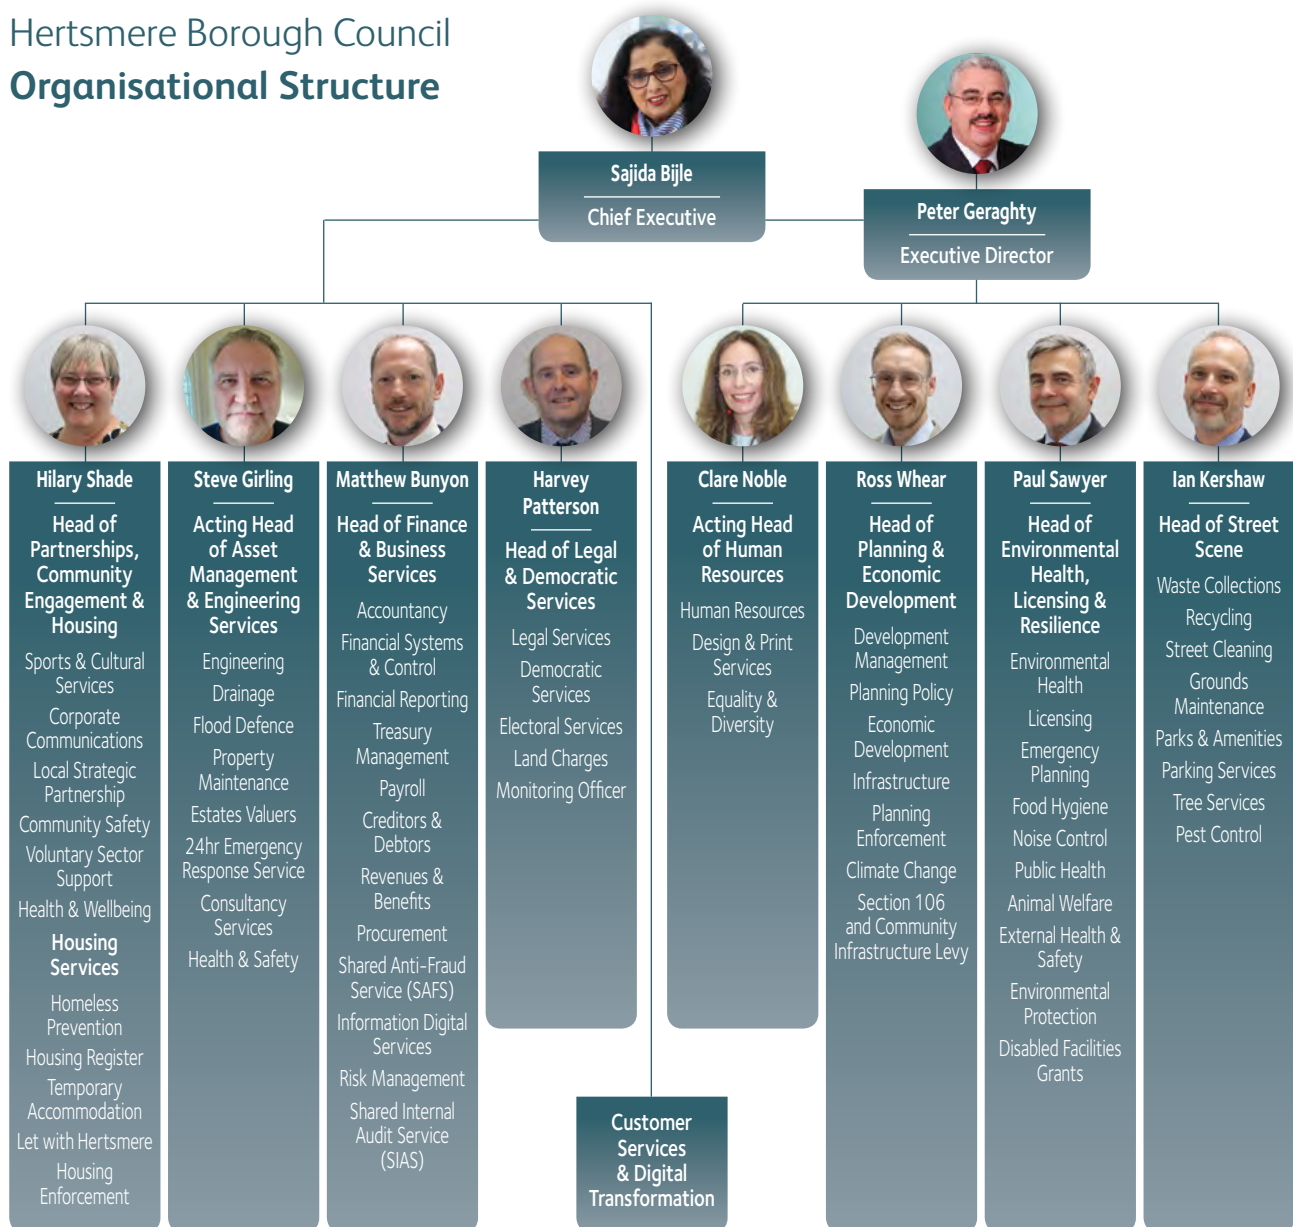 Hertsmere Borough Council
Organisational Structure
Sajida Bijle
Chief Executive
Peter Geraghty
Executive Director
Hilary Shade
Head of
Partnerships,
Community
Engagement &
Housing
Sports & Cultural
Services
Corporate
Communications
Local Strategic
Partnership
Community Safety
Voluntary Sector
Support
Health & Wellbeing
Housing
Services
Homeless
Prevention
Housing Register
Temporary
Accommodation
Let with Hertsmere
Housing
Enforcement
Steve Girling
Acting Head
of Asset
Management
& Engineering
Services
Engineering
Drainage
Flood Defence
Property
Maintenance
Estates Valuers
24hr Emergency
Response Service
Consultancy
Services
Health & Safety
Matthew Bunyon
Head of Finance
& Business
Services
Accountancy
Financial Systems
& Control
Financial Reporting
Treasury
Management
Payroll
Creditors &
Debtors
Revenues &
Benefits
Procurement
Shared Anti-Fraud
Service (SAFS)
Information Digital
Services
Risk Management
Shared Internal
Audit Service
(SIAS)
Harvey
Patterson
Head of Legal
& Democratic
Services
Legal Services
Democratic
Services
Electoral Services
Land Charges
Monitoring Officer
Customer
Services
& Digital
Transformation
Clare Noble
Acting Head
of Human
Resources
Human Resources
Design & Print
Services
Equality &
Diversity
Ross Whear
Head of
Planning &
Economic
Development
Development
Management
Planning Policy
Economic
Development
Infrastructure
Planning
Enforcement
Climate Change
Section 106
and Community
Infrastructure Levy
Paul Sawyer
Head of
Environmental
Health,
Licensing &
Resilience
Environmental
Health
Licensing
Emergency
Planning
Food Hygiene
Noise Control
Public Health
Animal Welfare
External Health &
Safety
Environmental
Protection
Disabled Facilities
Grants
Ian Kershaw
Head of Street
Scene
Waste Collections
Recycling
Street Cleaning
Grounds
Maintenance
Parks & Amenities
Parking Services
Tree Services
Pest Control